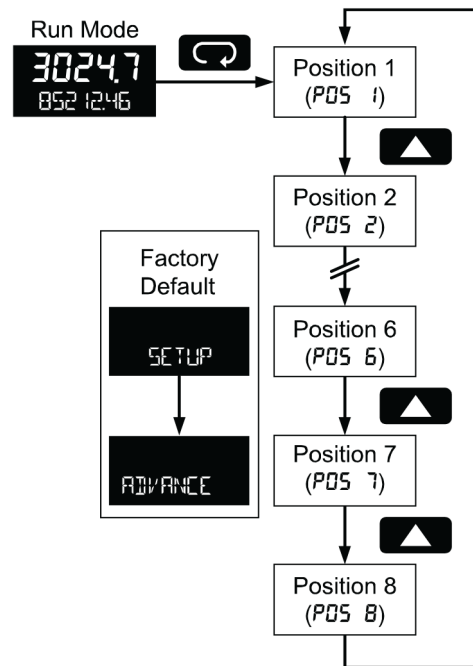 Run Mode
3024.7
85212.46
Position 1
(POS 1)
Position 2
(POS 2)
Factory
Default
SETUP
ADVANCE
Position 6
(POS 6)
Position 7
(POS 7)
Position 8
(POS 8)